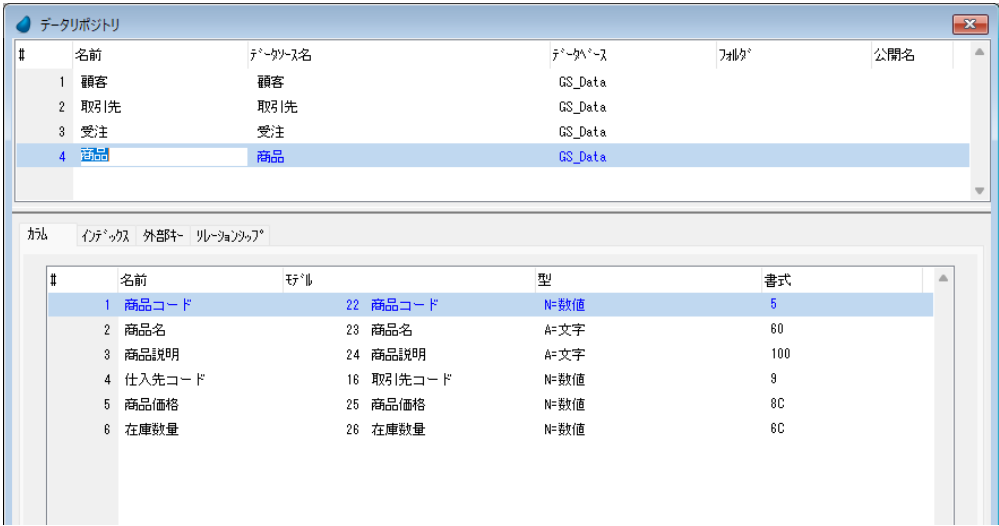 データリポジトリ
# 名前 ﾃﾞｰﾀｿｰｽ名 ﾃﾞｰﾀﾍﾞｰｽ ﾌｫﾙﾀﾞ 公開名
1 顧客 顧客 GS_Data
2 取引先 取引先 GS_Data
3 受注 受注 GS_Data
4 商品 商品 GS_Data
ｶﾗﾑ ｲﾝﾃﾞｯｸｽ 外部ｷｰ ﾘﾚｰｼｮﾝｼｯﾌﾟ
# 名前 ﾓﾃﾞﾙ 型 書式
1 商品コード 22 商品コード N=数値 5
2 商品名 23 商品名 A=文字 60
3 商品説明 24 商品説明 A=文字 100
4 仕入先コード 16 取引先コード N=数値 9
5 商品価格 25 商品価格 N=数値 8C
6 在庫数量 26 在庫数量 N=数値 6C